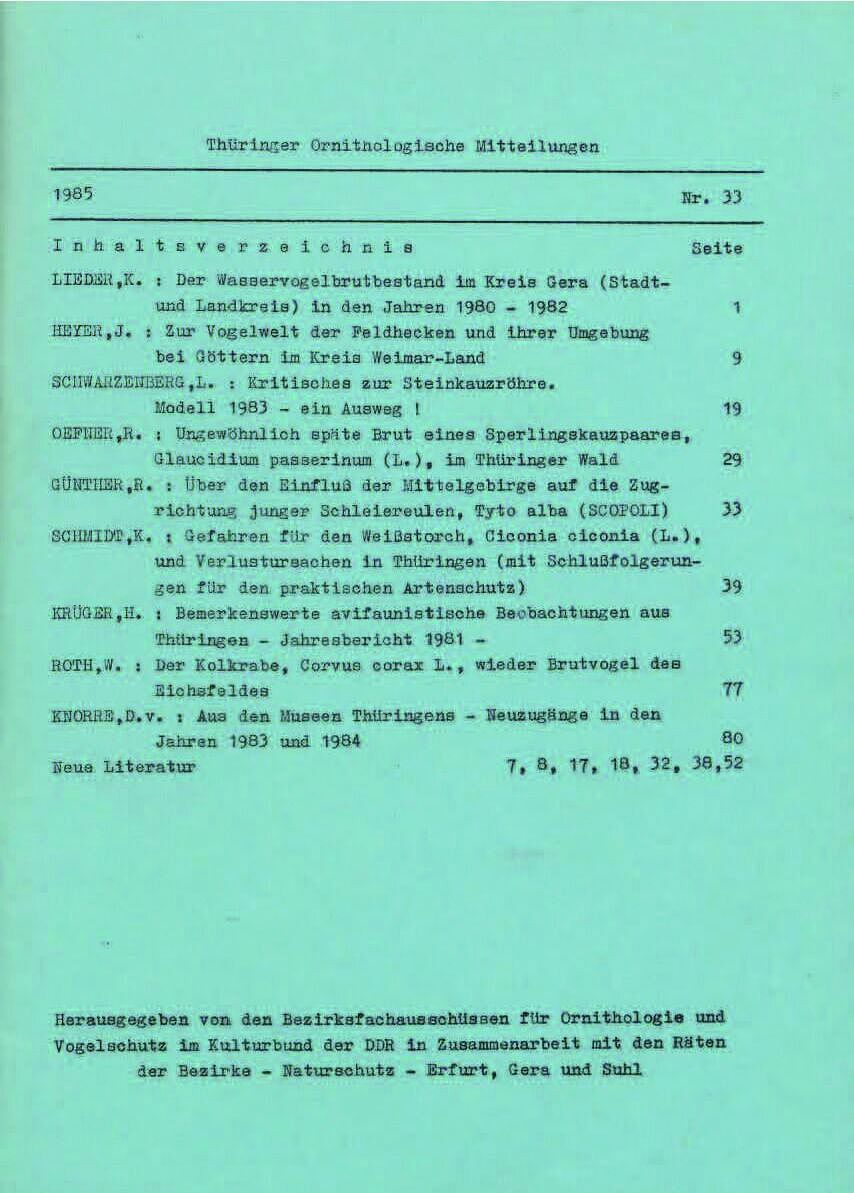 Thüringer Ornithologische Mitteilungen
1985 Nr. 33
Inhaltsverzeichnis Seite
LIEDER,K. : Der Wasservogelbrutbestand im Kreis Gera (Stadt-
und Landkreis) in den Jahren 1980 - 1982 1
HEYER,J. : Zur Vogelwelt der Feldhecken und ihrer Umgebung
bei Göttern im Kreis Weimar-Land 9
SCHWARZENBERG,L. : Kritisches zur Steinkauzröhre.
Modell 1983 - ein Ausweg ! 19
OEFNER,R. : Ungewöhnlich späte Brut eines Sperlingskauzpaares,
Glaucidium passerinum (L.), im Thüringer Wald 29
GÜNTHER,R. : Über den Einfluß der Mittelgebirge auf die Zug-
richtung junger Schleiereulen, Tyto alba (SCOPOLI) 33
SCHMIDT,K. : Gefahren für den Weißstorch, Ciconia ciconia (L.),
und Verlustursachen in Thüringen (mit Schlußfolgerun-
gen für den praktischen Artenschutz) 39
KRÜGER,H. : Bemerkenswerte avifaunistische Beobachtungen aus
Thüringen - Jahresbericht 1981 - 53
ROTH,W. : Der Kolkrabe, Corvus corax L., wieder Brutvogel des
Eichsfeldes 77
KNORRE,D.v. : Aus den Museen Thüringens - Neuzugänge in den
Jahren 1983 und 1984 80
Neue Literatur 7, 8, 17, 18, 32, 38,52
Herausgegeben von den Bezirksfachausschüssen für Ornithologie und
Vogelschutz im Kulturbund der DDR in Zusammenarbeit mit den Räten
der Bezirke - Naturschutz - Erfurt, Gera und Suhl